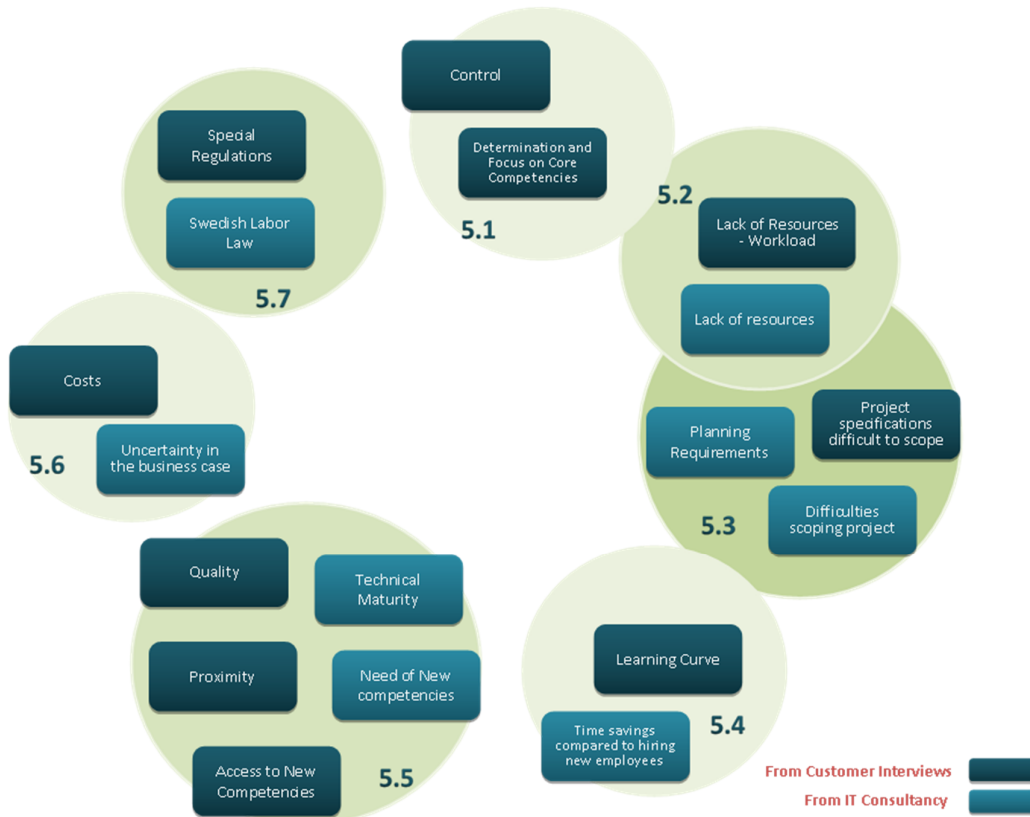 Control
Determination and
Focus on Core
Competencies
5.1
5.2
Lack of Resources
- Workload
Lack of resources
Project
specifications
difficult to scope
Planning
Requirements
Difficulties
scoping project
5.3
Learning Curve
Time savings
compared to hiring
new employees
5.4
Quality
Technical
Maturity
Proximity
Need of New
competencies
Access to New
Competencies
5.5
Costs
Uncertainty in
the business case
5.6
Special
Regulations
Swedish Labor
Law
5.7
From Customer Interviews
From IT Consultancy